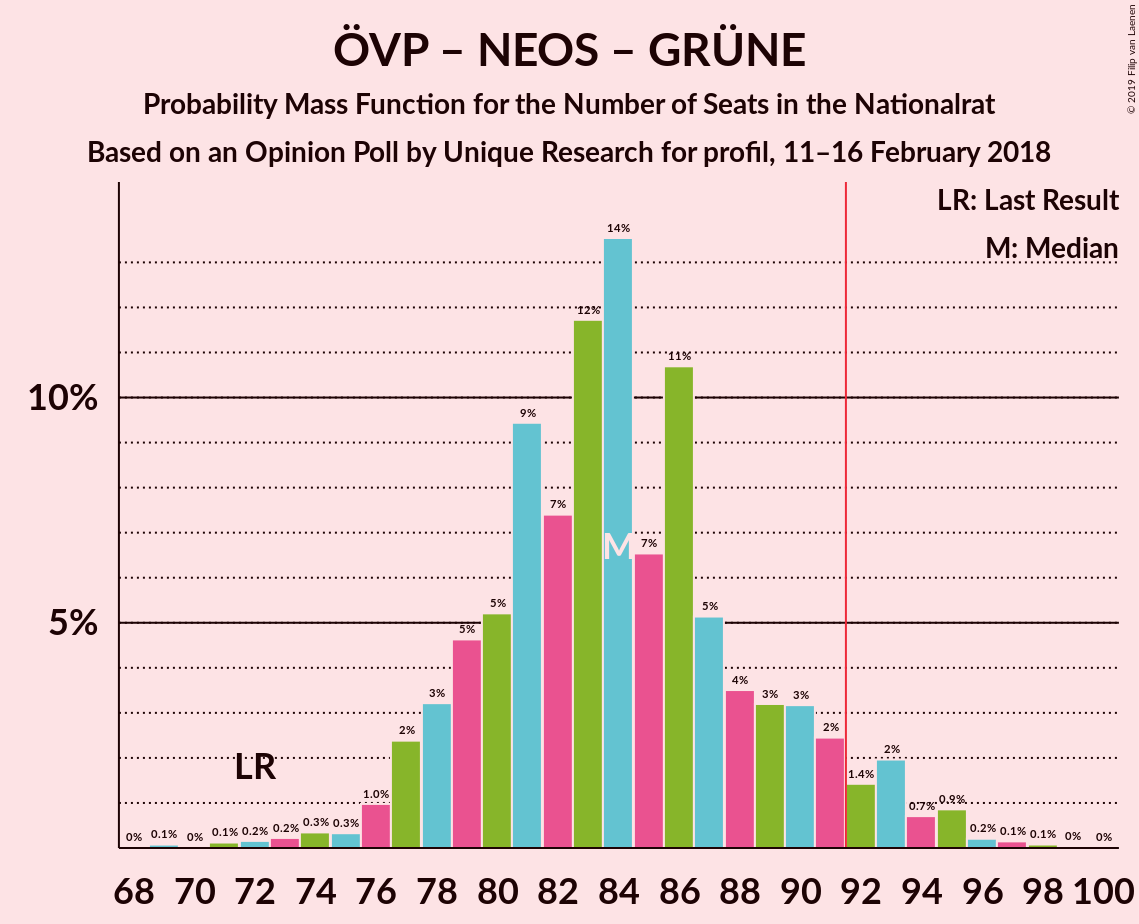 ÖVP – NEOS – GRÜNE
Probability Mass Function for the Number of Seats in the Nationalrat
Based on an Opinion Poll by Unique Research for profil, 11–16 February 2018
© 2019 Filip van Laenen
LR: Last Result
M: Median
10%
5%
0% 0.1% 0% 0.1% 0.2% 0.2% 0.3% 0.3% 1.0% 2% 3% 5% 5% 9% 7% 12% 14% 7% 11% 5% 4% 3% 3% 2% 1.4% 2% 0.7% 0.9% 0.2% 0.1% 0.1% 0% 0%
M
LR
68 70 72 74 76 78 80 82 84 86 88 90 92 94 96 98 100